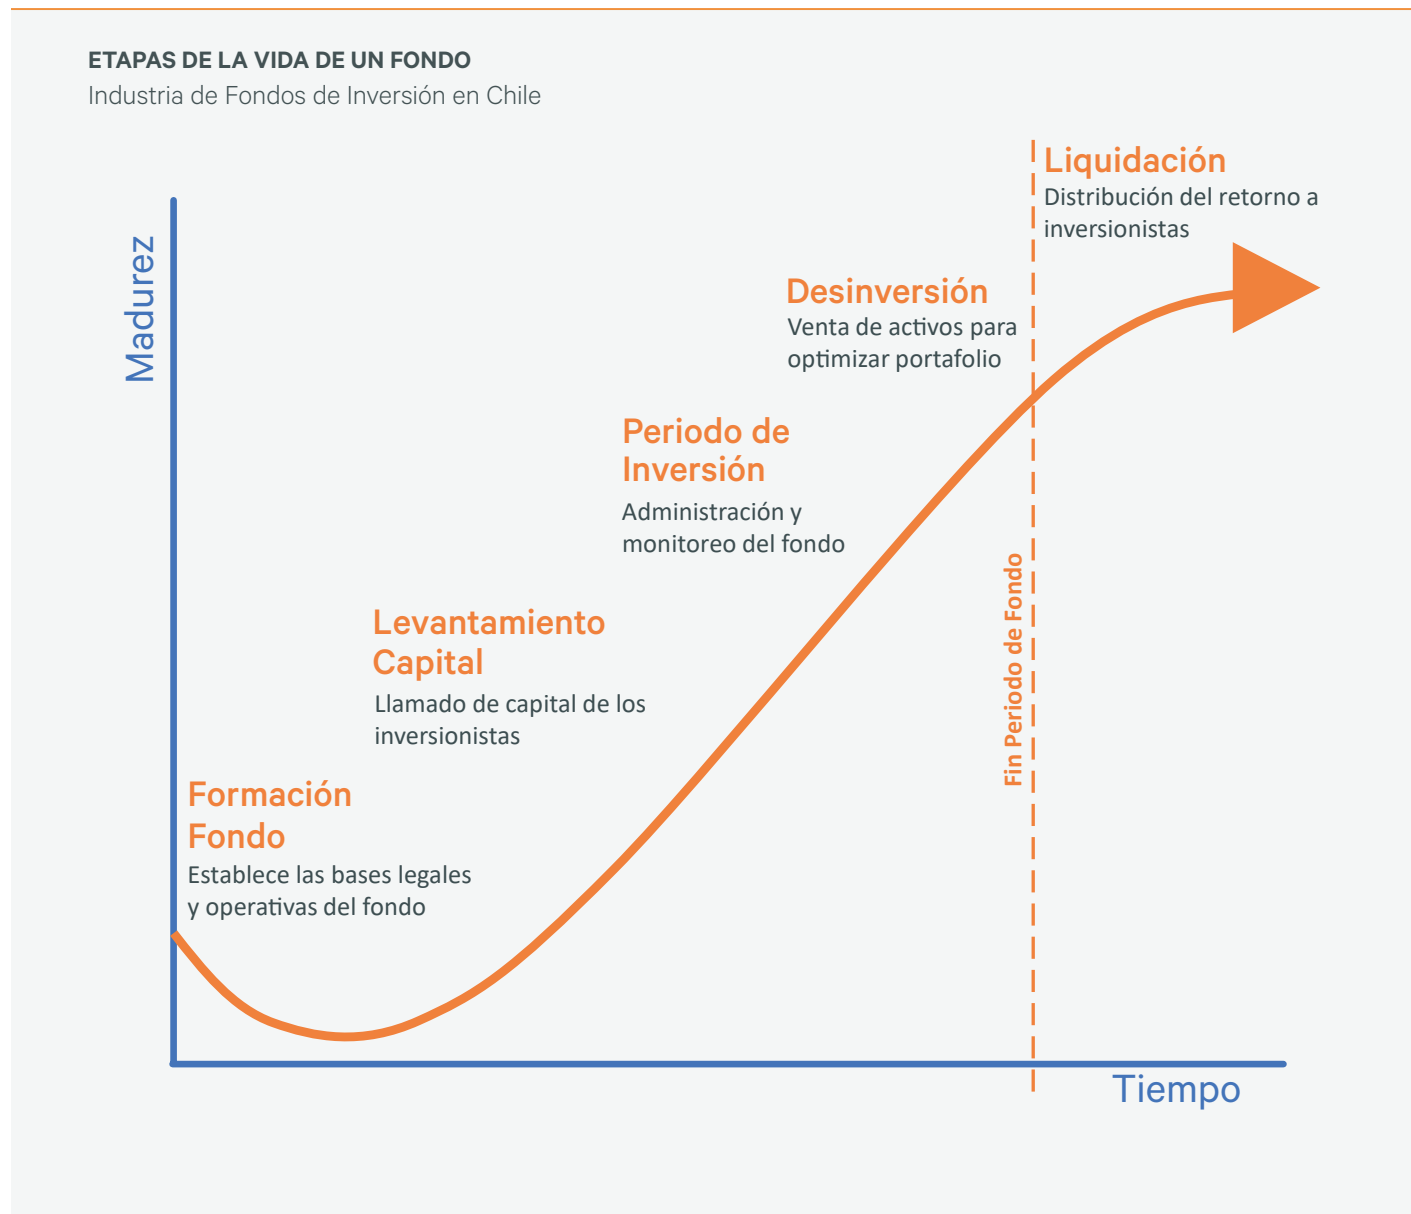 ETAPAS DE LA VIDA DE UN FONDO
Industria de Fondos de Inversión en Chile
Madurez
Liquidación
Distribución del retorno a
inversionistas
Desinversión
Venta de activos para
optimizar portafolio
Periodo de
Inversión
Administración y
monitoreo del fondo
Levantamiento
Capital
Llamado de capital de los
inversionistas
Formación
Fondo
Establece las bases legales
y operativas del fondo
Fin Periodo de Fondo
Tiempo